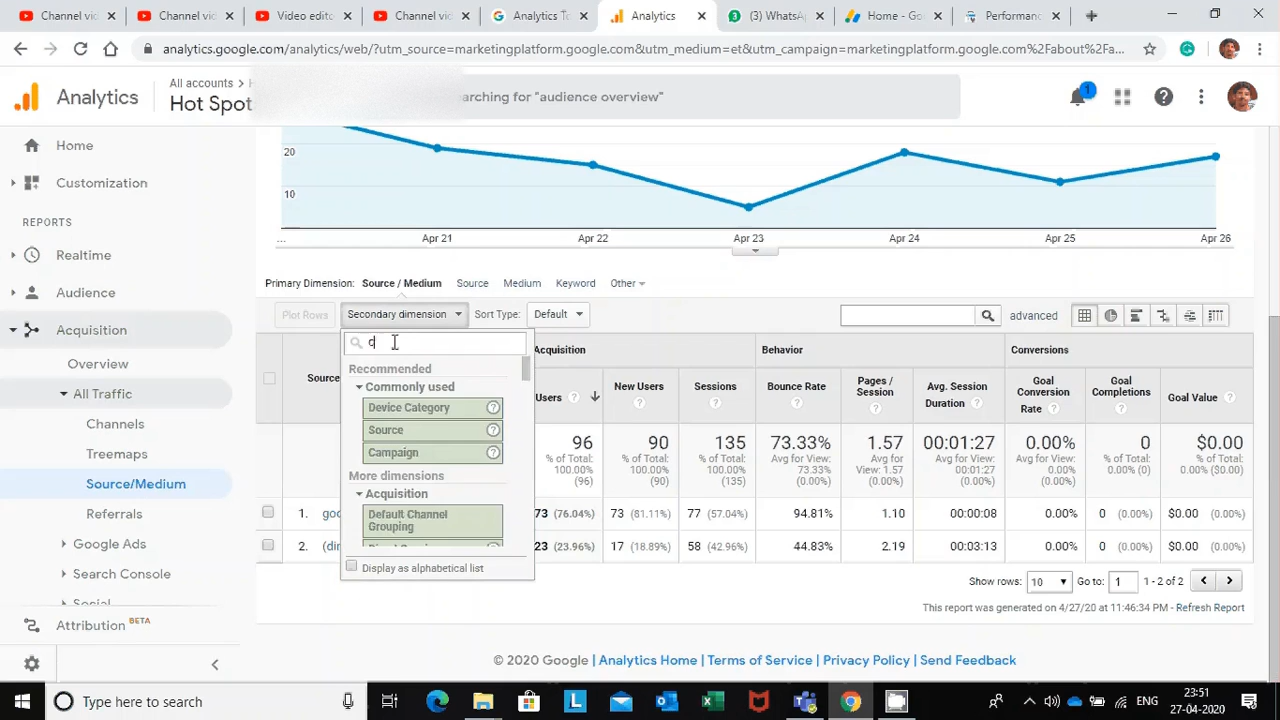 Channel vi
Channel vi
Video edit
Channel vi
Analytics T
Analytics
(3) WhatsA
Home - Go
Performanc
analytics.google.com/analytics/web/?utm_source=marketingplatform.google.com&utm_medium=et&utm_campaign=marketingplatform.google.com%2Fabout%2Fa...
Analytics
All accounts >
Hot Spot
arching for "audience overview"
1
Home
Customization
REPORTS
Realtime
Audience
Acquisition
Overview
All Traffic
Channels
Treemaps
Source/Medium
Referrals
Google Ads
Search Console
Social
Attribution BETA
20
10
...
Apr 21
Apr 22
Apr 23
Apr 24
Apr 25
Apr 26
Primary Dimension: Source / Medium Source Medium Keyword Other
Plot Rows Secondary dimension Sort Type: Default advanced
c
Recommended
Commonly used
Device Category
Source
Campaign
More dimensions
Acquisition
Default Channel
Grouping
Display as alphabetical list
Source
Acquisition Behavior Conversions
Users New Users Sessions Bounce Rate Pages / Session Avg. Session Duration Goal Conversion Rate Goal Completions Goal Value
96 90 135 73.33% 1.57 00:01:27 0.00% 0 $0.00
% of Total: 100.00% (96) % of Total: 100.00% (90) % of Total: 100.00% (135) Avg for View: 73.33% (0.00%) Avg for View: 1.57 (0.00%) Avg for View: 00:01:27 (0.00%) Avg for View: 0.00% (0.00%) % of Total: 0.00% (0) % of Total: 0.00% ($0.00)
1. goo 73 (76.04%) 73 (81.11%) 77 (57.04%) 94.81% 1.10 00:00:08 0.00% 0 (0.00%) $0.00 (0.00%)
2. (di 23 (23.96%) 17 (18.89%) 58 (42.96%) 44.83% 2.19 00:03:13 0.00% 0 (0.00%) $0.00 (0.00%)
Show rows: 10 Go to: 1 1 - 2 of 2
This report was generated on 4/27/20 at 11:46:34 PM - Refresh Report
© 2020 Google | Analytics Home | Terms of Service | Privacy Policy | Send Feedback
Type here to search
ENG
23:51
27-04-2020